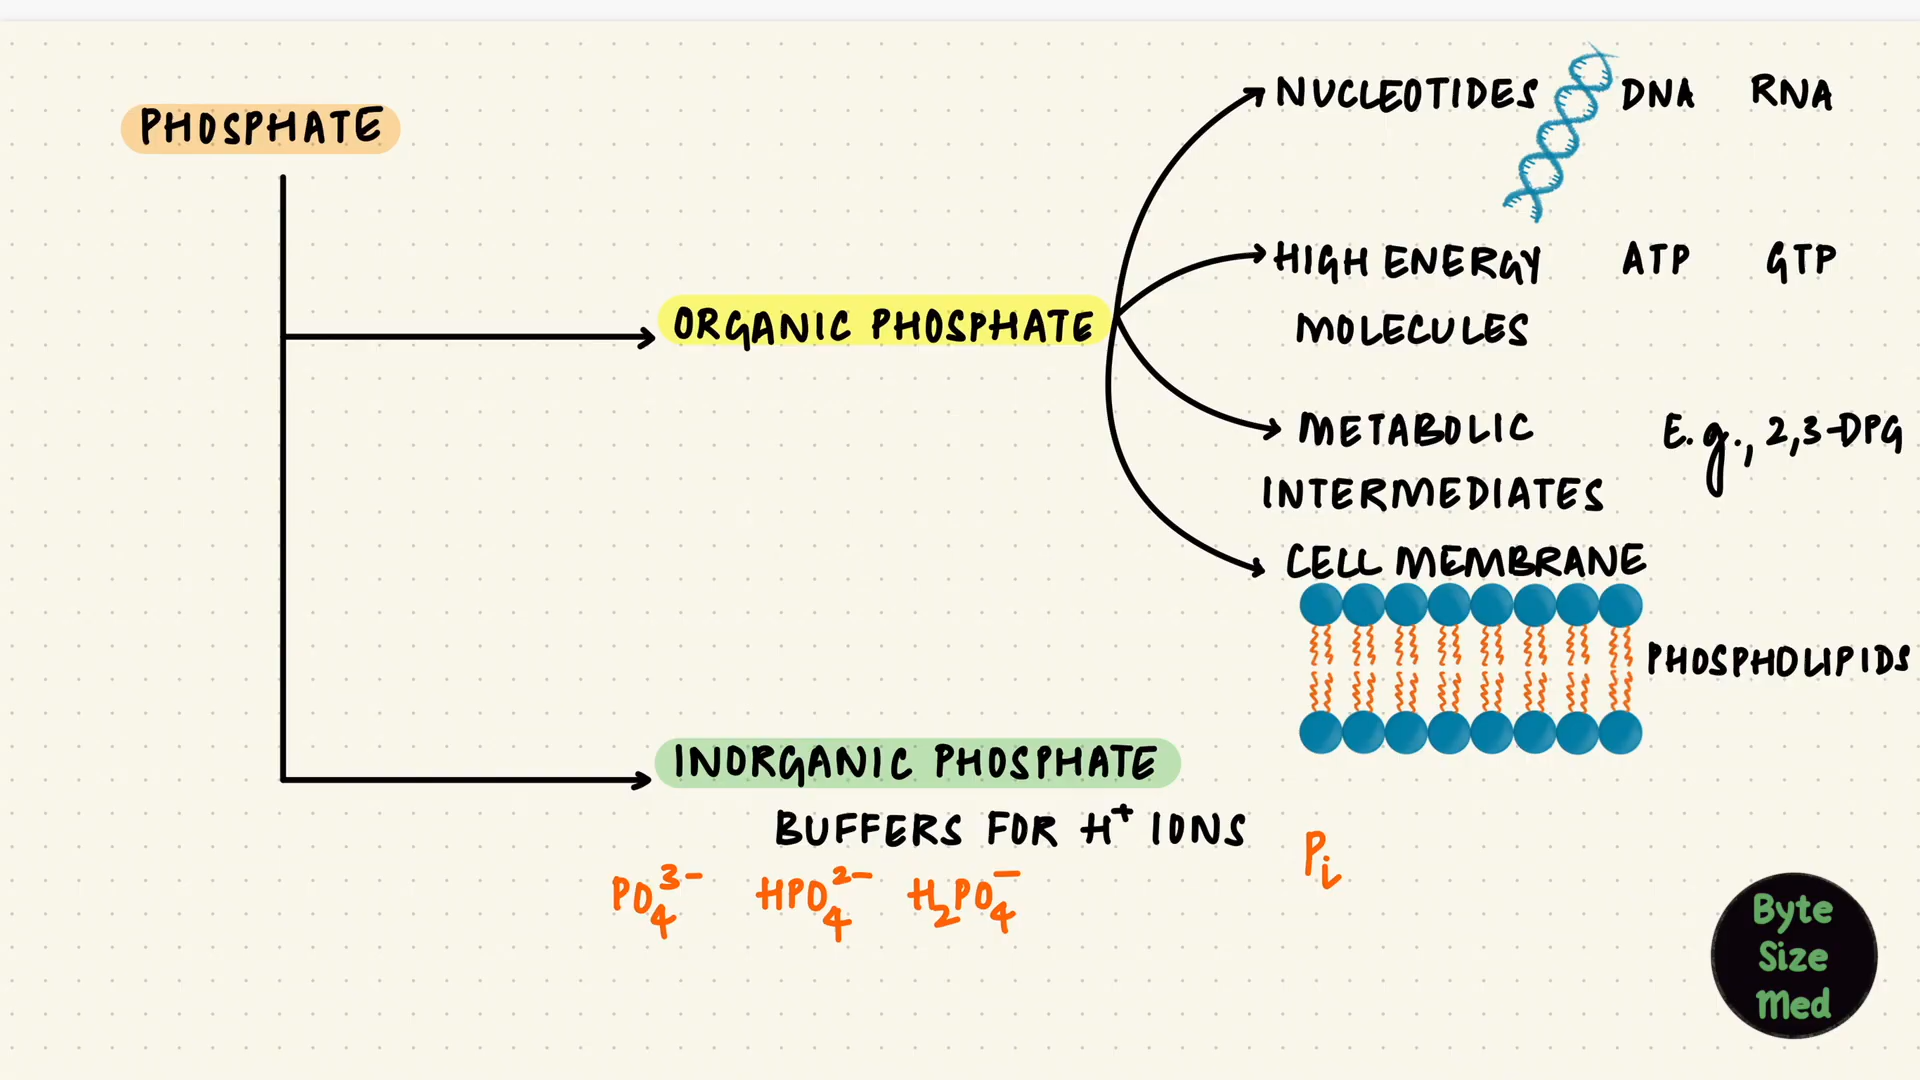 PHOSPHATE
NUCLEOTIDES DNA RNA
HIGH ENERGY ATP GTP
MOLECULES
ORGANIC PHOSPHATE
METABOLIC E.g., 2,3-DPG
INTERMEDIATES
CELL MEMBRANE
PHOSPHOLIPIDS
INORGANIC PHOSPHATE
BUFFERS FOR H⁺ IONS Pi
PO₄³⁻ HPO₄²⁻ H₂PO₄⁻
Byte
Size
Med